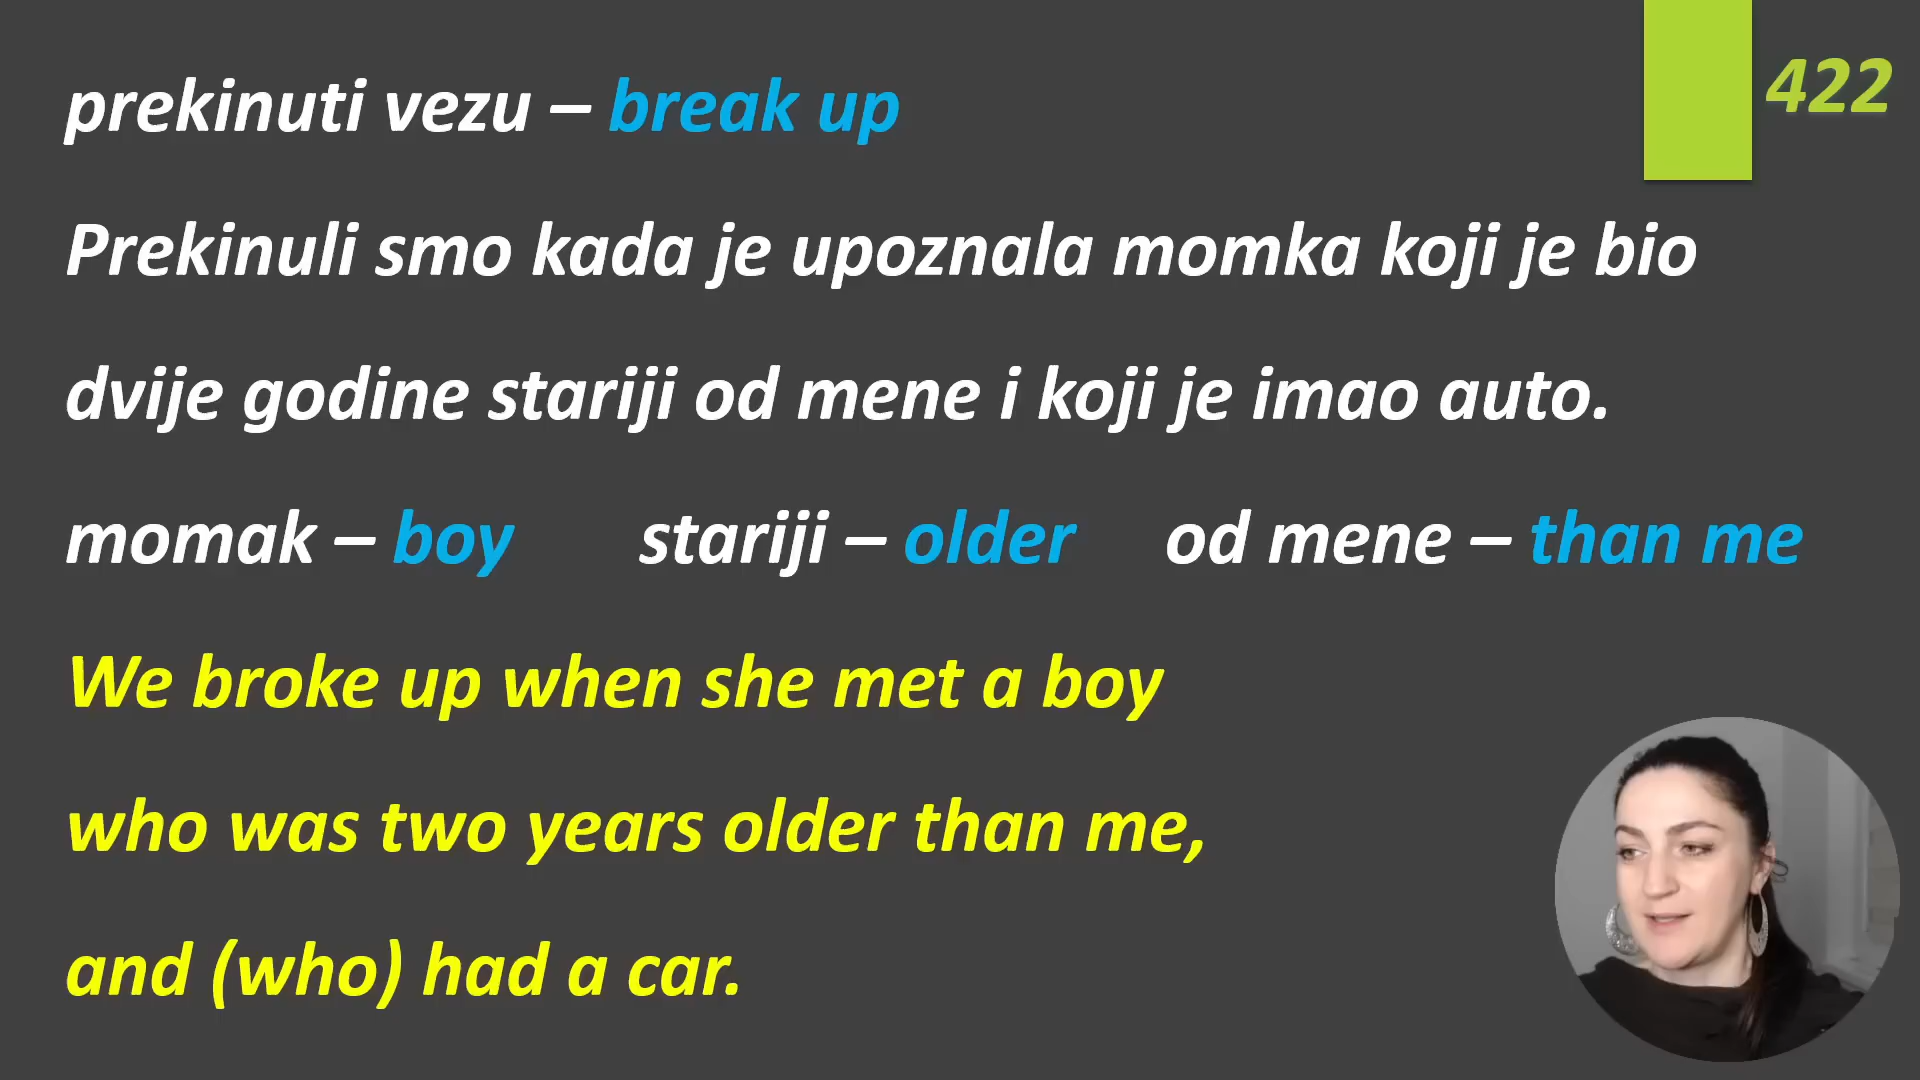 prekinuti vezu – break up
422
Prekinuli smo kada je upoznala momka koji je bio
dvije godine stariji od mene i koji je imao auto.
momak – boy stariji – older od mene – than me
We broke up when she met a boy
who was two years older than me,
and (who) had a car.